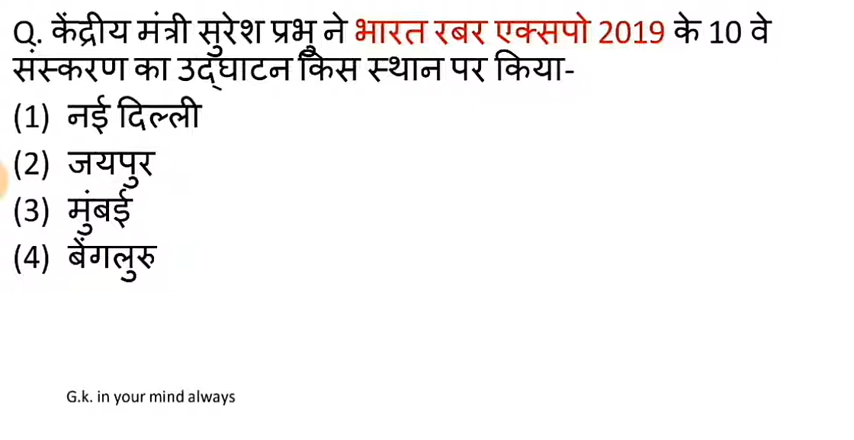 Q. केंद्रीय मंत्री सुरेश प्रभु ने भारत रबर एक्सपो 2019 के 10 वे
संस्करण का उद्घाटन किस स्थान पर किया-
(1) नई दिल्ली
(2) जयपुर
(3) मुंबई
(4) बेंगलुरु
G.k. in your mind always